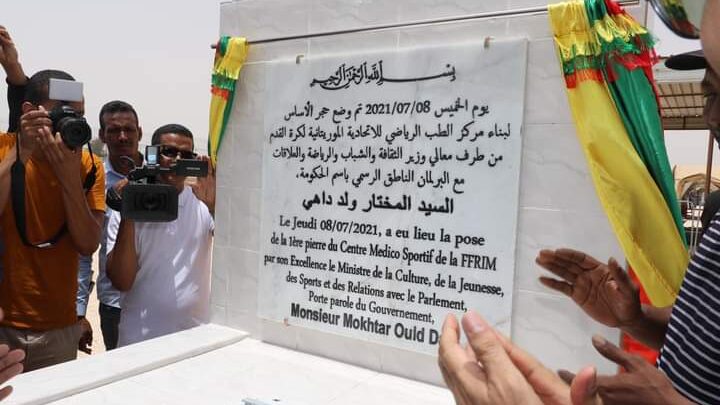 بسم الله الرحمن الرحيم
يوم الخميس 2021/07/08 تم وضع حجر الأساس
لبناء مركز الطب الرياضي للاتحادية الموريتانية لكرة القدم
من طرف معالي وزير الثقافة والشباب والرياضة والعلاقات
مع البرلمان الناطق الرسمي باسم الحكومة.
السيد المختار ولد داهي
Le Jeudi 08/07/2021, a eu lieu la pose
de la 1ère pierre du Centre Medico Sportif de la FFRIM
par son Excellence le Ministre de la Culture, de la Jeunesse,
des Sports et des Relations avec le Parlement,
Porte parole du Gouvernement,
Monsieur Mokhtar Ould